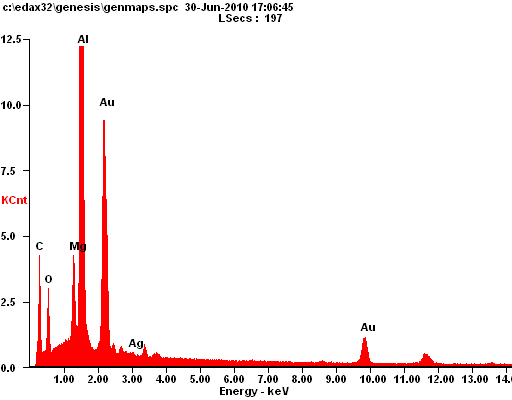 c:\edax32\genesis\genmaps.spc 30-Jun-2010 17:06:45
LSecs : 197
12.5
Al
10.0
Au
7.5
KCnt
5.0
C
Mg
O
2.5
Ag
Au
0.0
1.00 2.00 3.00 4.00 5.00 6.00 7.00 8.00 9.00 10.00 11.00 12.00 13.00 14.0
Energy - keV